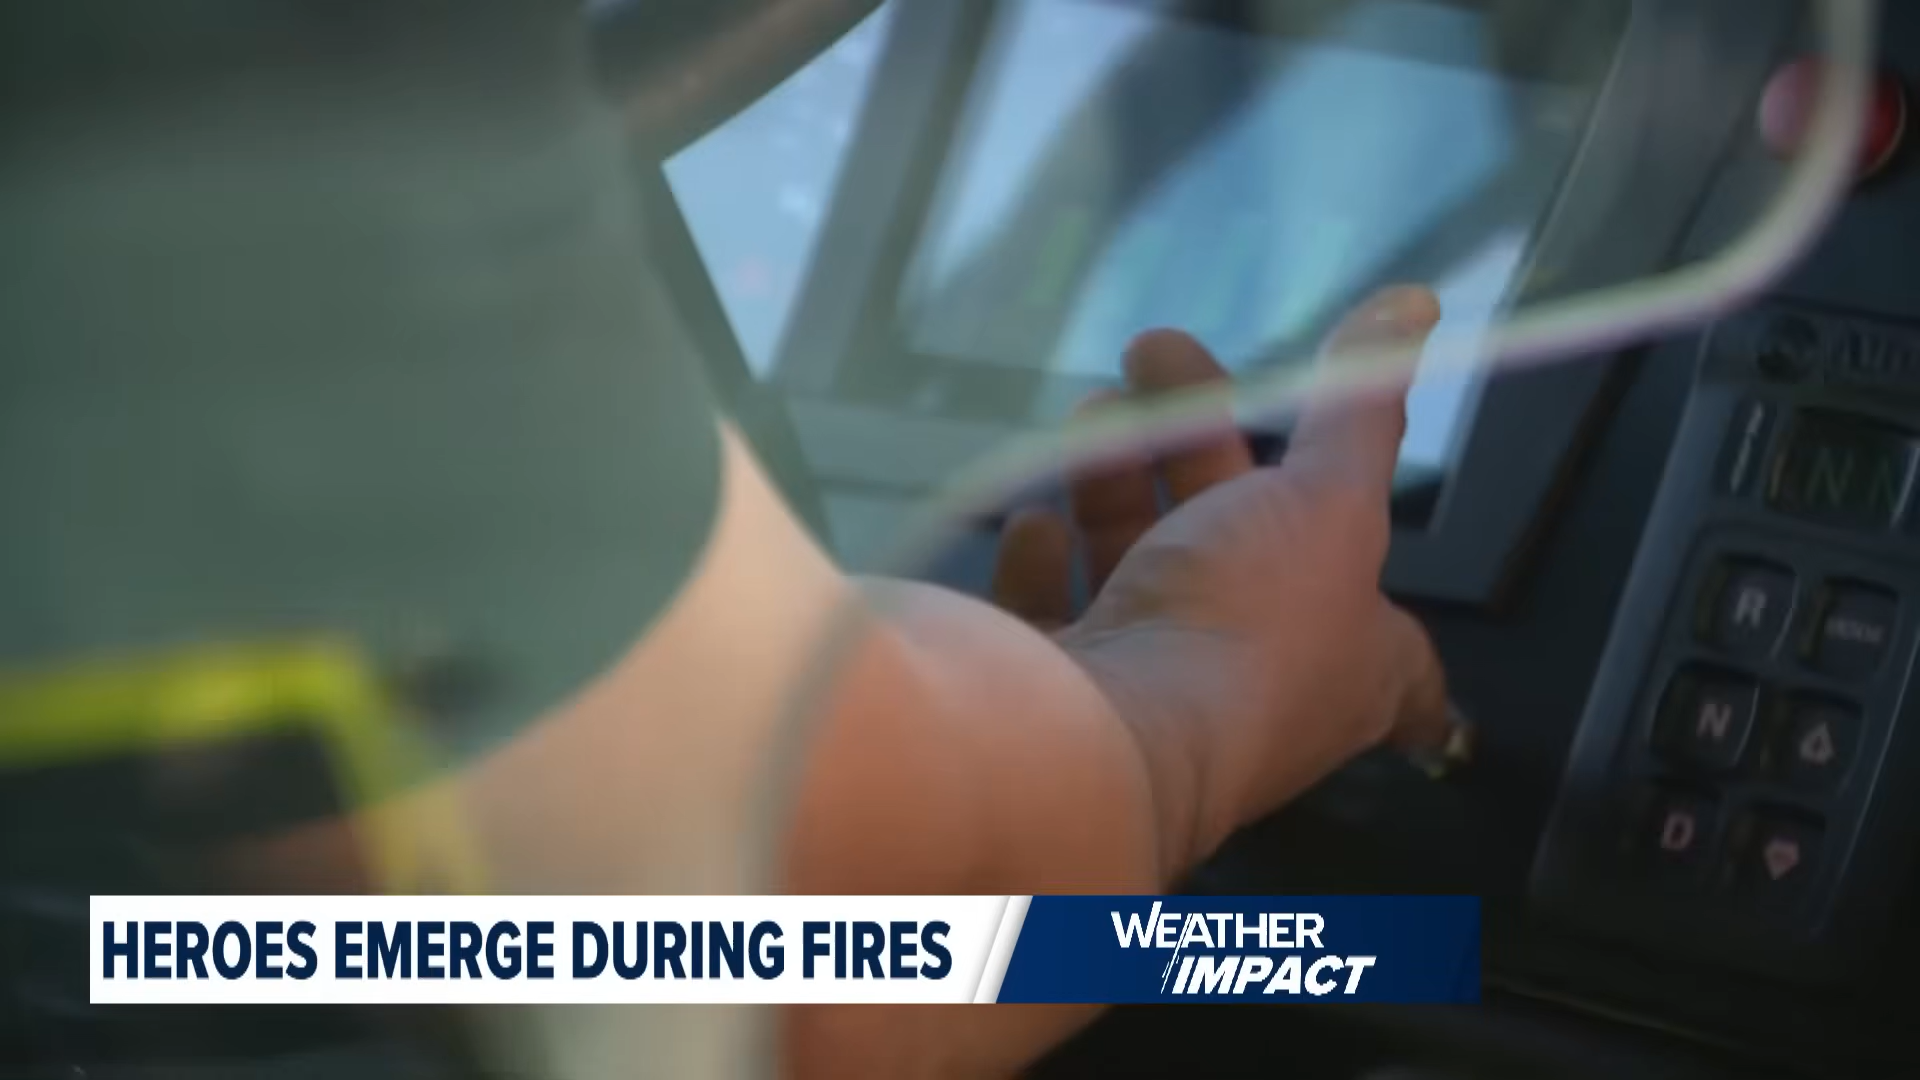 R
N
D
HEROES EMERGE DURING FIRES
WEATHER
IMPACT